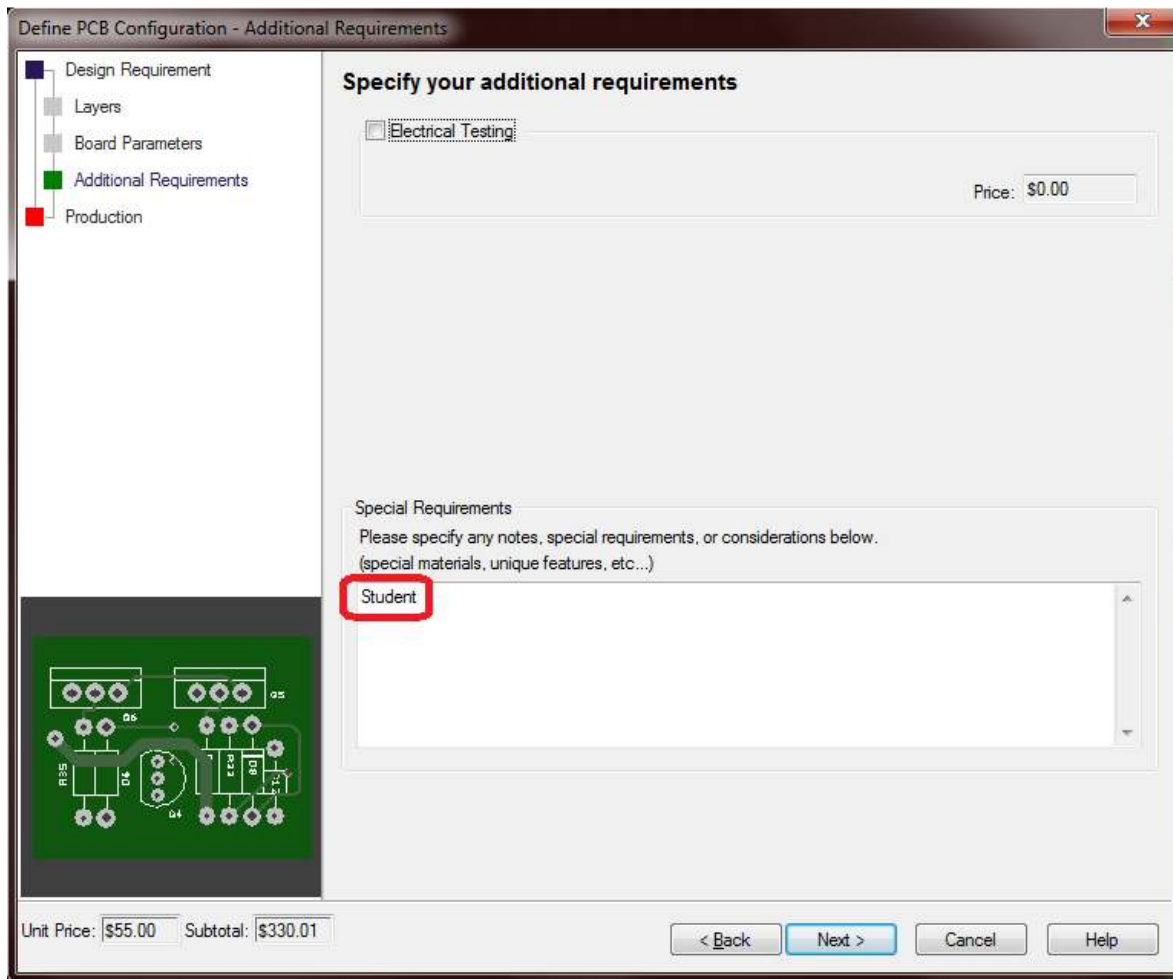 Define PCB Configuration - Additional Requirements
Design Requirement
Layers
Board Parameters
Additional Requirements
Production
Specify your additional requirements
Electrical Testing
Price: $0.00
Special Requirements
Please specify any notes, special requirements, or considerations below.
(special materials, unique features, etc...)
Student
Q5
Q6
R35
D6
Q4
R33
D8
Unit Price: $55.00 Subtotal: $330.01
< Back Next > Cancel Help